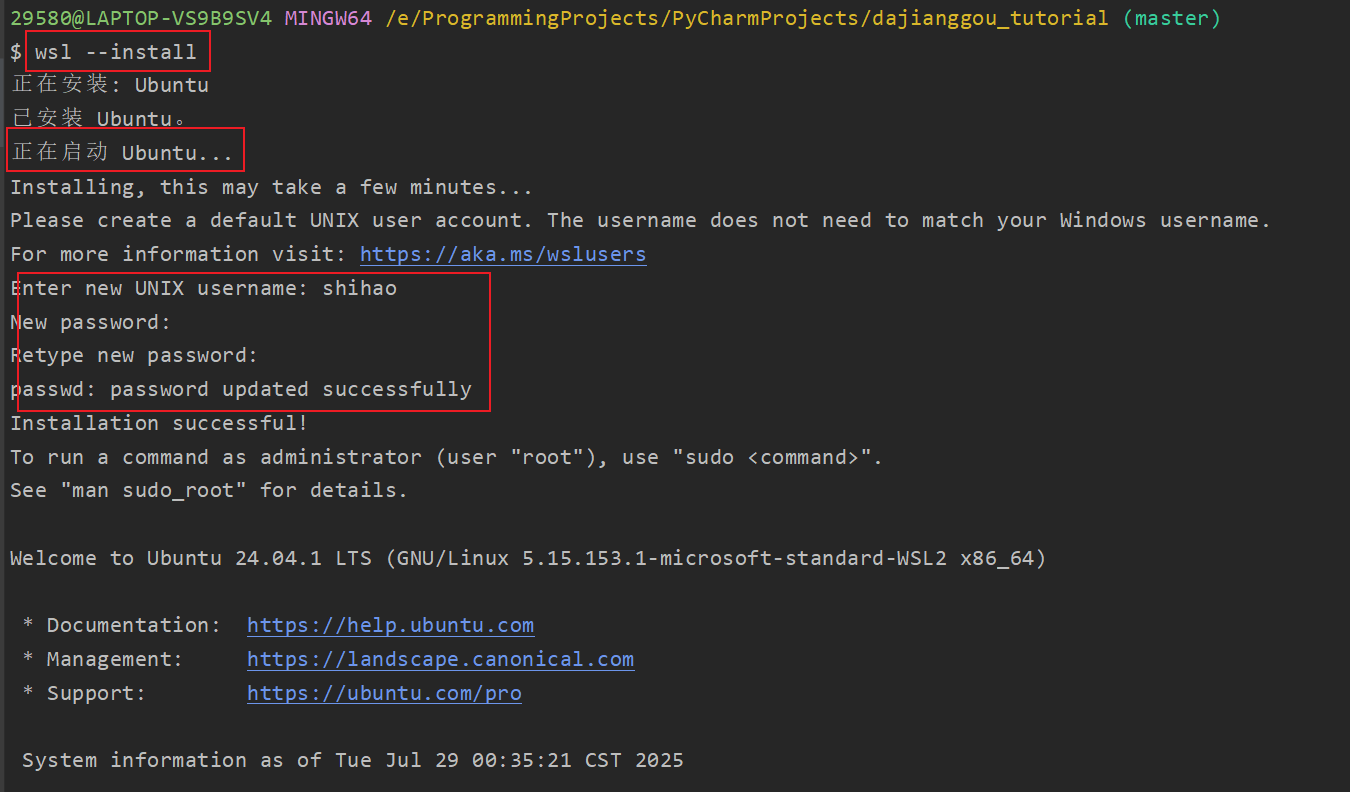 29580@LAPTOP-VS9B9SV4 MINGW64 /e/ProgrammingProjects/PyCharmProjects/dajianggou_tutorial (master)
$ wsl --install
正在安装: Ubuntu
已安装 Ubuntu。
正在启动 Ubuntu...
Installing, this may take a few minutes...
Please create a default UNIX user account. The username does not need to match your Windows username.
For more information visit: https://aka.ms/wslusers
Enter new UNIX username: shihao
New password:
Retype new password:
passwd: password updated successfully
Installation successful!
To run a command as administrator (user "root"), use "sudo <command>".
See "man sudo_root" for details.
Welcome to Ubuntu 24.04.1 LTS (GNU/Linux 5.15.153.1-microsoft-standard-WSL2 x86_64)
* Documentation: https://help.ubuntu.com
* Management: https://landscape.canonical.com
* Support: https://ubuntu.com/pro
System information as of Tue Jul 29 00:35:21 CST 2025